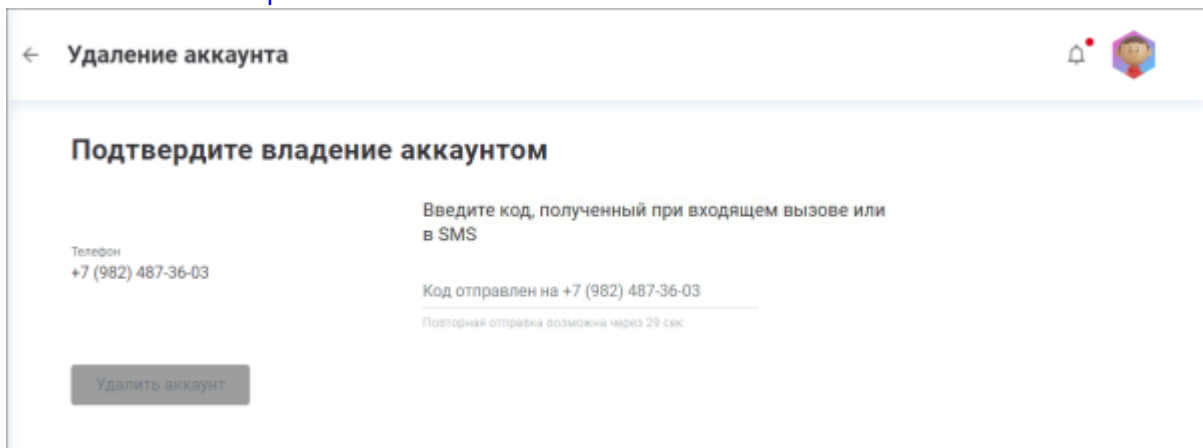 Удаление аккаунта
Подтвердите владение аккаунтом
Введите код, полученный при входящем вызове или
в SMS
Телефон
+7 (982) 487-36-03
Код отправлен на +7 (982) 487-36-03
Повторная отправка возможна через 29 сек
Удалить аккаунт